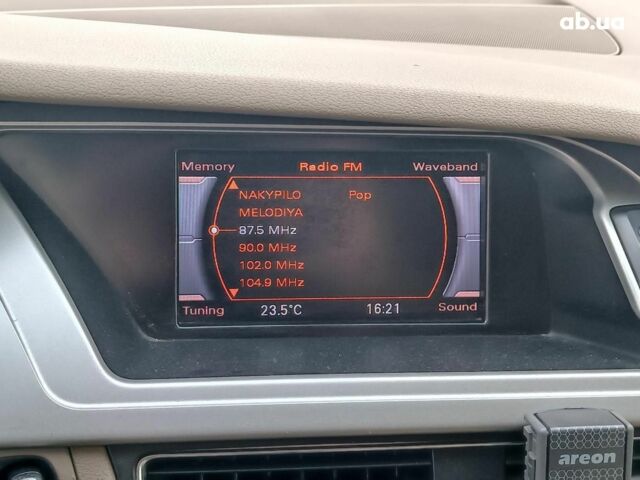 ab.ua
Memory Radio FM Waveband
NAKYPILO Pop
MELODIYA
87.5 MHz
90.0 MHz
102.0 MHz
104.9 MHz
Tuning 23.5°C 16:21 Sound
areon